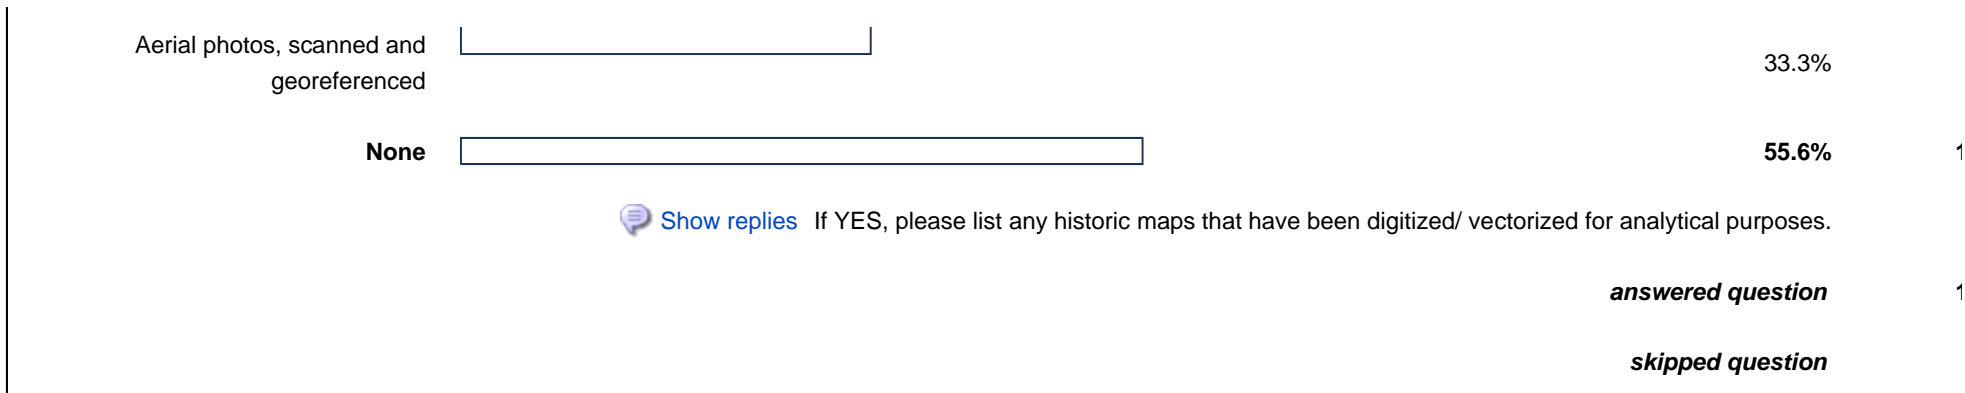 Aerial photos, scanned and
georeferenced
33.3%
None 55.6%
Show replies If YES, please list any historic maps that have been digitized/ vectorized for analytical purposes.
answered question
skipped question